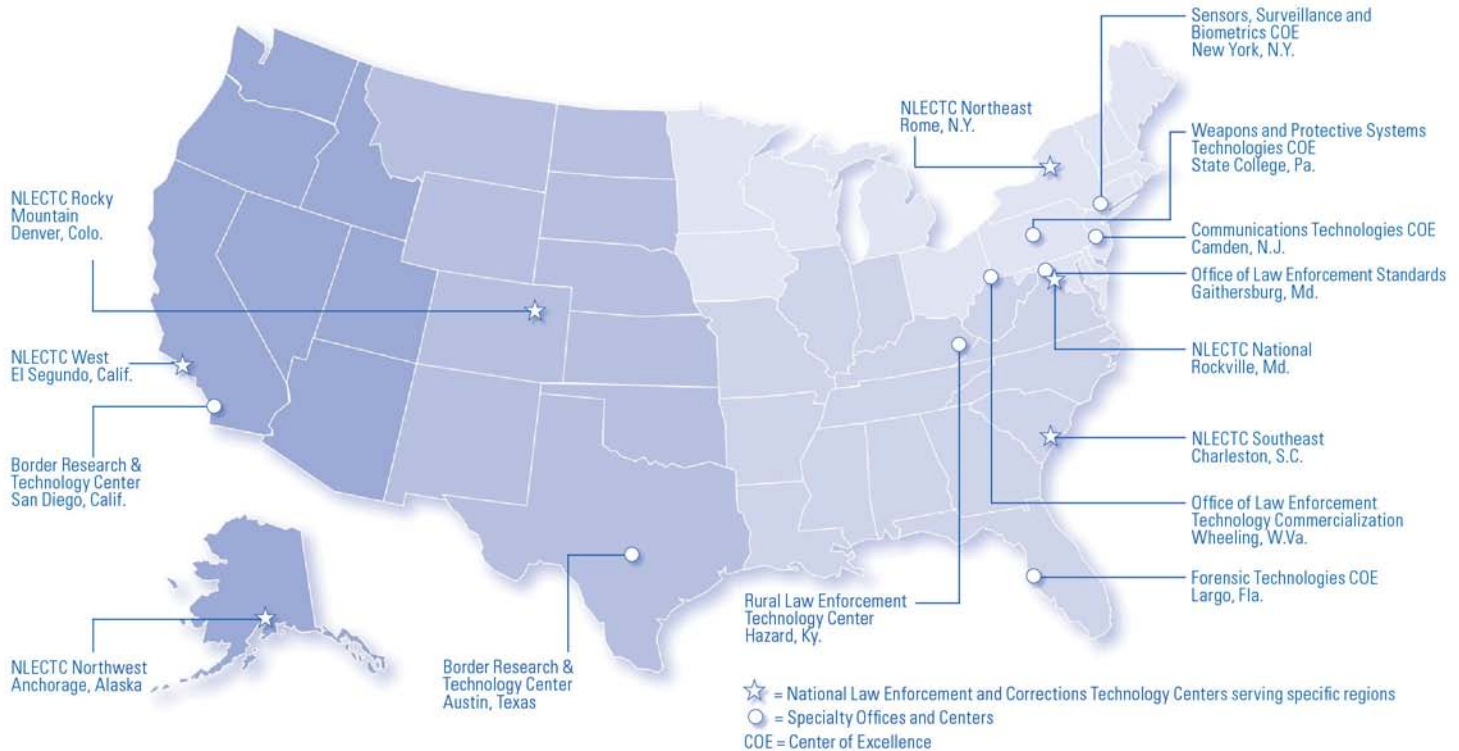 Sensors, Surveillance and
Biometrics COE
New York, N.Y.
NLECTC Northeast
Rome, N.Y.
Weapons and Protective Systems
Technologies COE
State College, Pa.
NLECTC Rocky
Mountain
Denver, Colo.
Communications Technologies COE
Camden, N.J.
Office of Law Enforcement Standards
Gaithersburg, Md.
NLECTC West
El Segundo, Calif.
NLECTC National
Rockville, Md.
Border Research &
Technology Center
San Diego, Calif.
NLECTC Southeast
Charleston, S.C.
Office of Law Enforcement
Technology Commercialization
Wheeling, W.Va.
Forensic Technologies COE
Largo, Fla.
Rural Law Enforcement
Technology Center
Hazard, Ky.
NLECTC Northwest
Anchorage, Alaska
Border Research &
Technology Center
Austin, Texas
= National Law Enforcement and Corrections Technology Centers serving specific regions
= Specialty Offices and Centers
COE = Center of Excellence